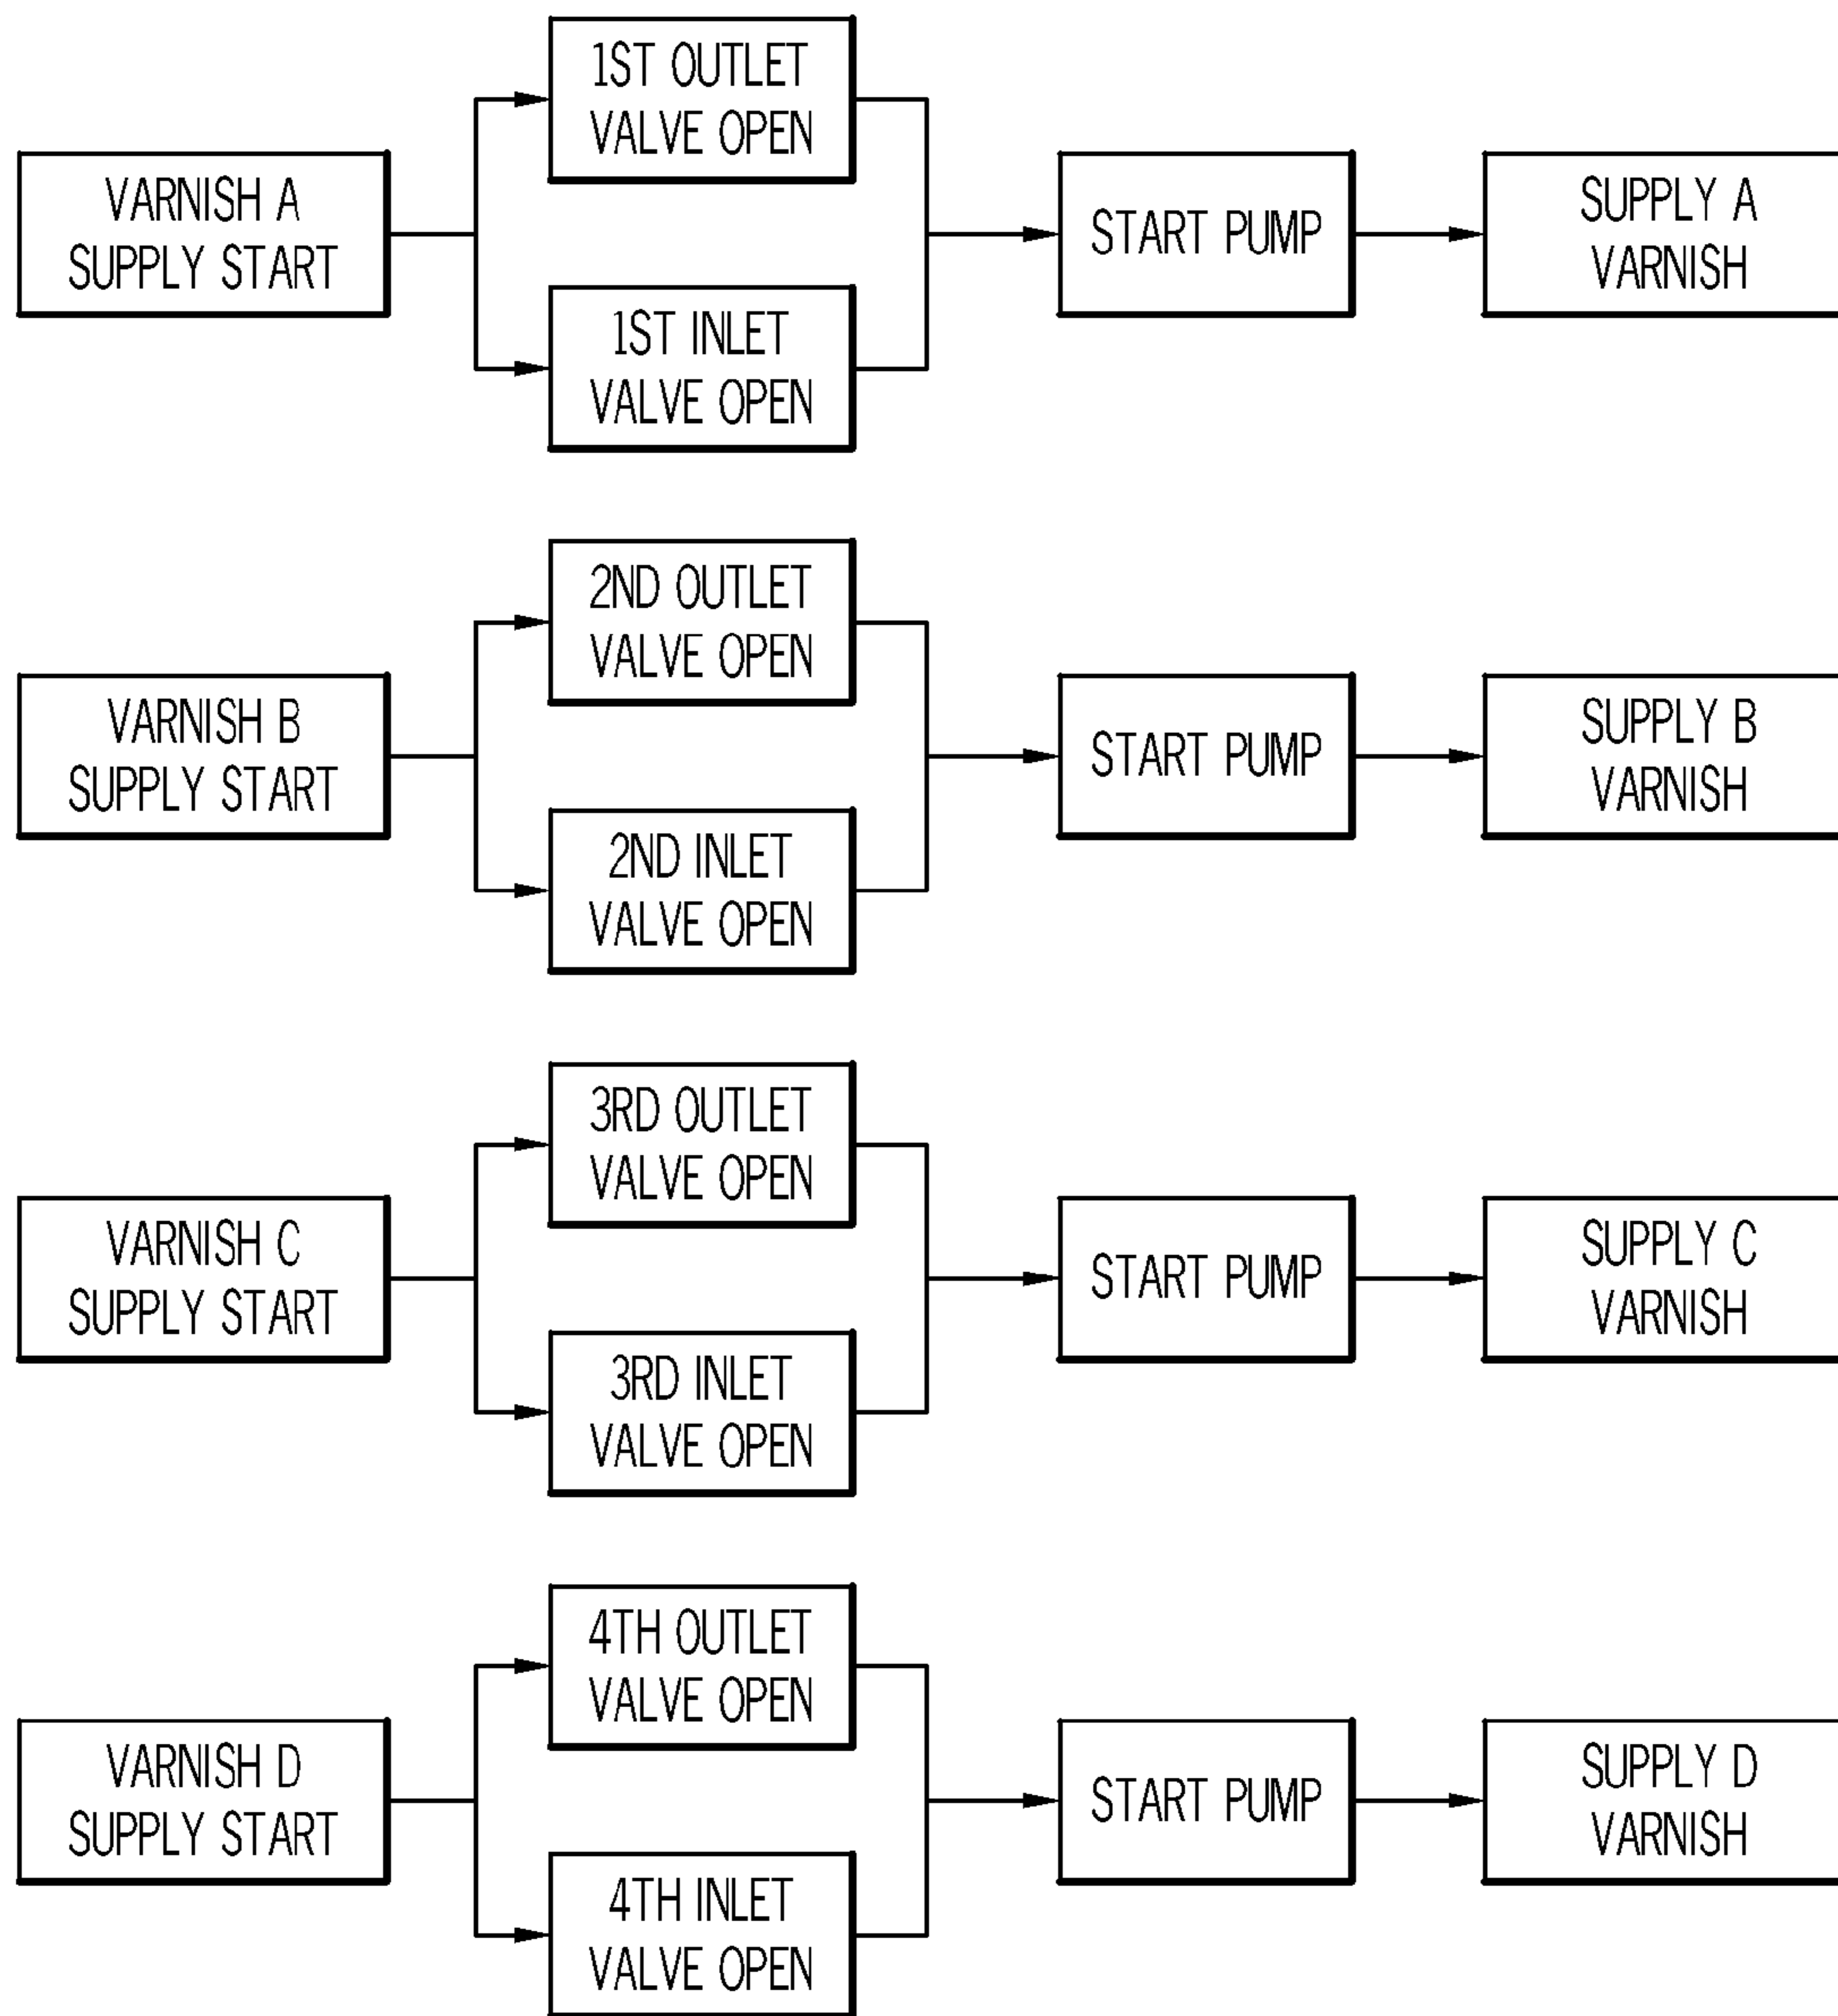 VARNISH A
SUPPLY START
1ST OUTLET
VALVE OPEN
1ST INLET
VALVE OPEN
START PUMP
SUPPLY A
VARNISH
VARNISH B
SUPPLY START
2ND OUTLET
VALVE OPEN
2ND INLET
VALVE OPEN
START PUMP
SUPPLY B
VARNISH
VARNISH C
SUPPLY START
3RD OUTLET
VALVE OPEN
3RD INLET
VALVE OPEN
START PUMP
SUPPLY C
VARNISH
VARNISH D
SUPPLY START
4TH OUTLET
VALVE OPEN
4TH INLET
VALVE OPEN
START PUMP
SUPPLY D
VARNISH